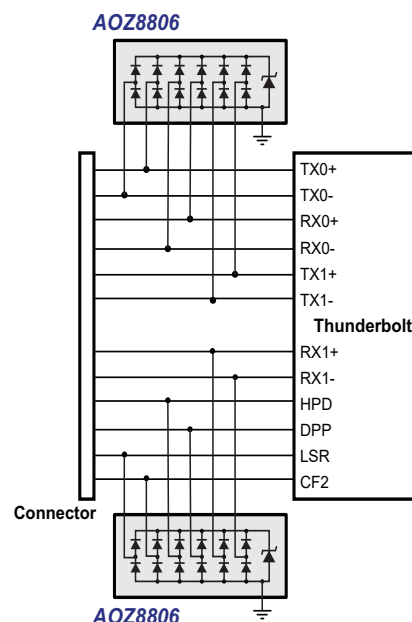 AOZ8806
TX0+
TX0-
RX0+
RX0-
TX1+
TX1-
Thunderbolt
RX1+
RX1-
HPD
DPP
LSR
CF2
Connector
AOZ8806